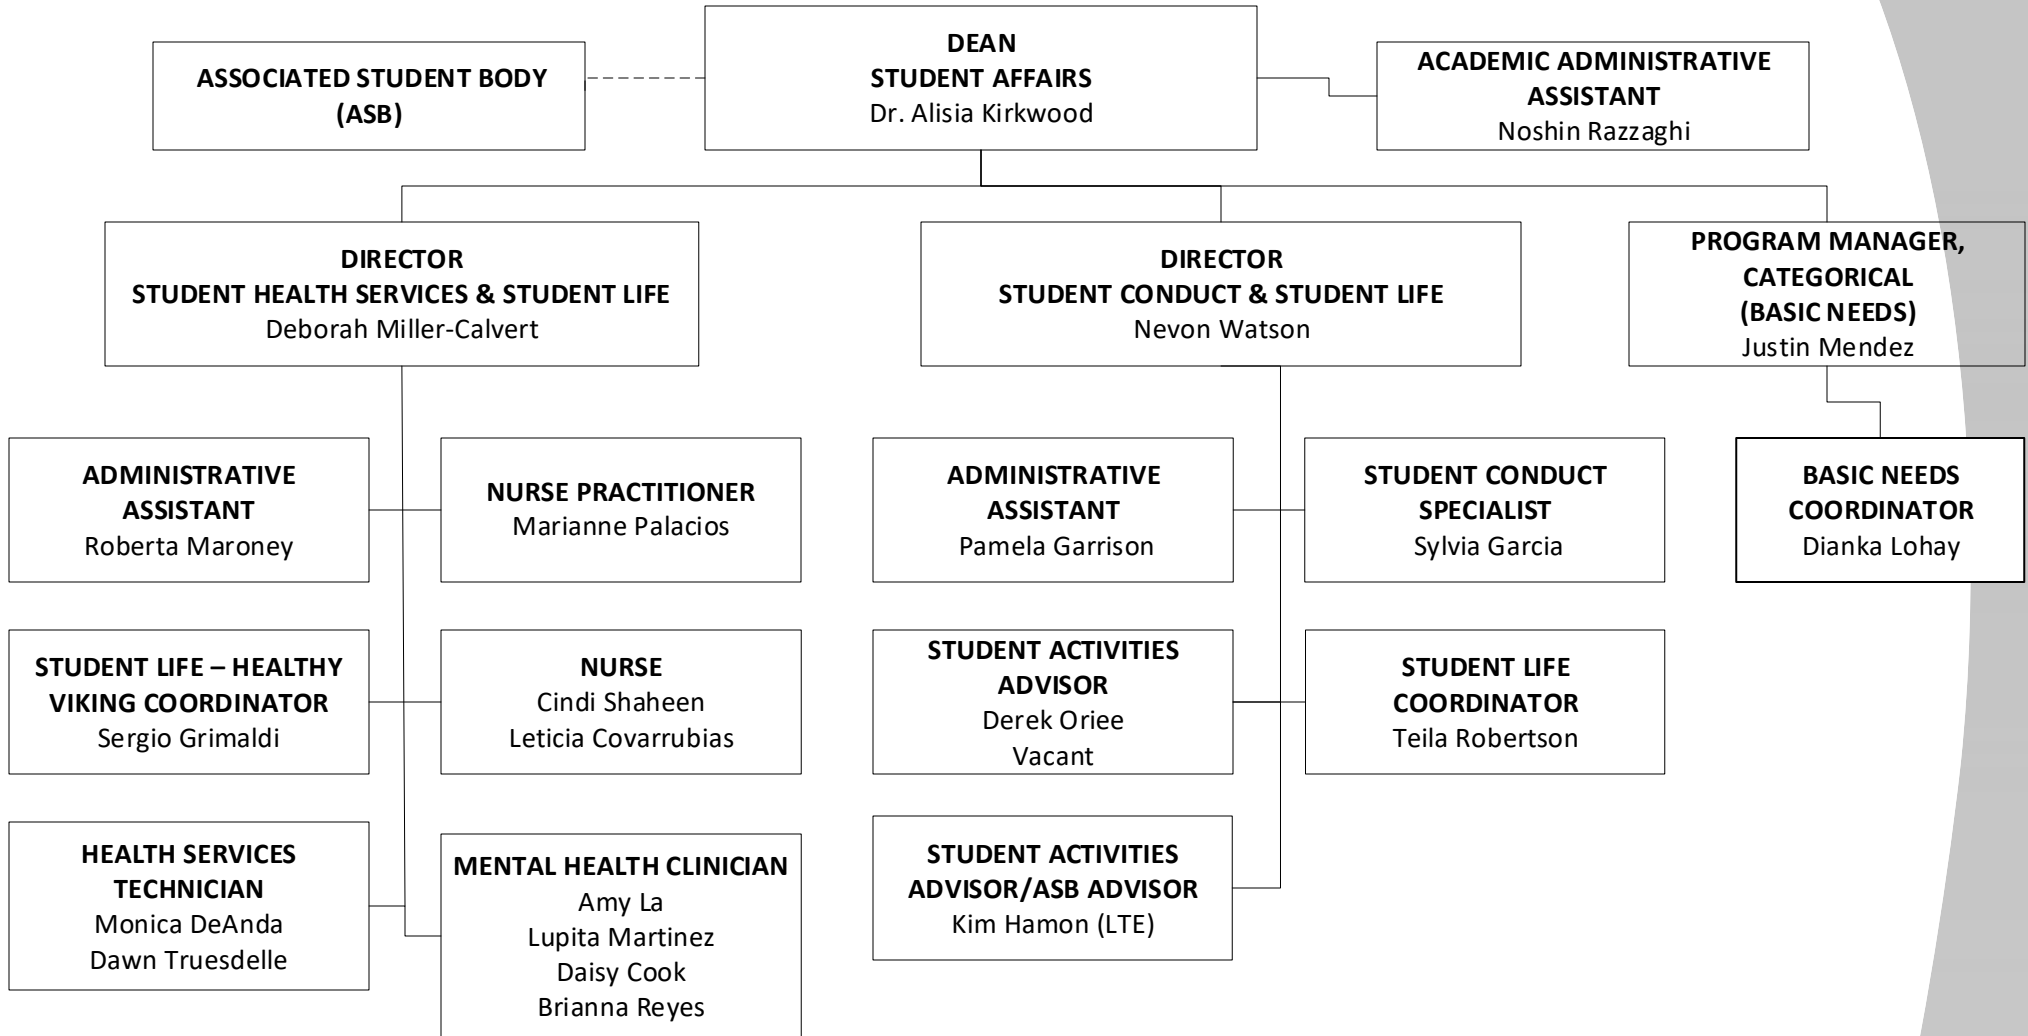 ASSOCIATED STUDENT BODY
(ASB)
DEAN
STUDENT AFFAIRS
Dr. Alisia Kirkwood
ACADEMIC ADMINISTRATIVE
ASSISTANT
Noshin Razzaghi
DIRECTOR
STUDENT HEALTH SERVICES & STUDENT LIFE
Deborah Miller-Calvert
DIRECTOR
STUDENT CONDUCT & STUDENT LIFE
Nevon Watson
PROGRAM MANAGER,
CATEGORICAL
(BASIC NEEDS)
Justin Mendez
ADMINISTRATIVE
ASSISTANT
Roberta Maroney
NURSE PRACTITIONER
Marianne Palacios
ADMINISTRATIVE
ASSISTANT
Pamela Garrison
STUDENT CONDUCT
SPECIALIST
Sylvia Garcia
BASIC NEEDS
COORDINATOR
Dianka Lohay
STUDENT LIFE – HEALTHY
VIKING COORDINATOR
Sergio Grimaldi
NURSE
Cindi Shaheen
Leticia Covarrubias
STUDENT ACTIVITIES
ADVISOR
Derek Oriee
Vacant
STUDENT LIFE
COORDINATOR
Teila Robertson
HEALTH SERVICES
TECHNICIAN
Monica DeAnda
Dawn Truesdelle
MENTAL HEALTH CLINICIAN
Amy La
Lupita Martinez
Daisy Cook
Brianna Reyes
STUDENT ACTIVITIES
ADVISOR/ASB ADVISOR
Kim Hamon (LTE)